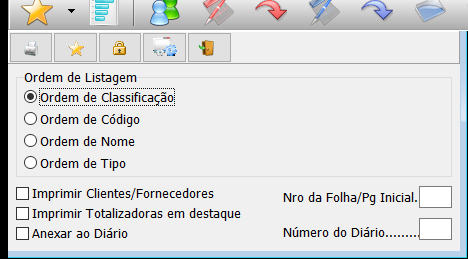 Ordem de Listagem
Ordem de Classificação
Ordem de Código
Ordem de Nome
Ordem de Tipo
Imprimir Clientes/Fornecedores
Nro da Folha/Pg Inicial.
Imprimir Totalizadoras em destaque
Anexar ao Diário
Número do Diário.........